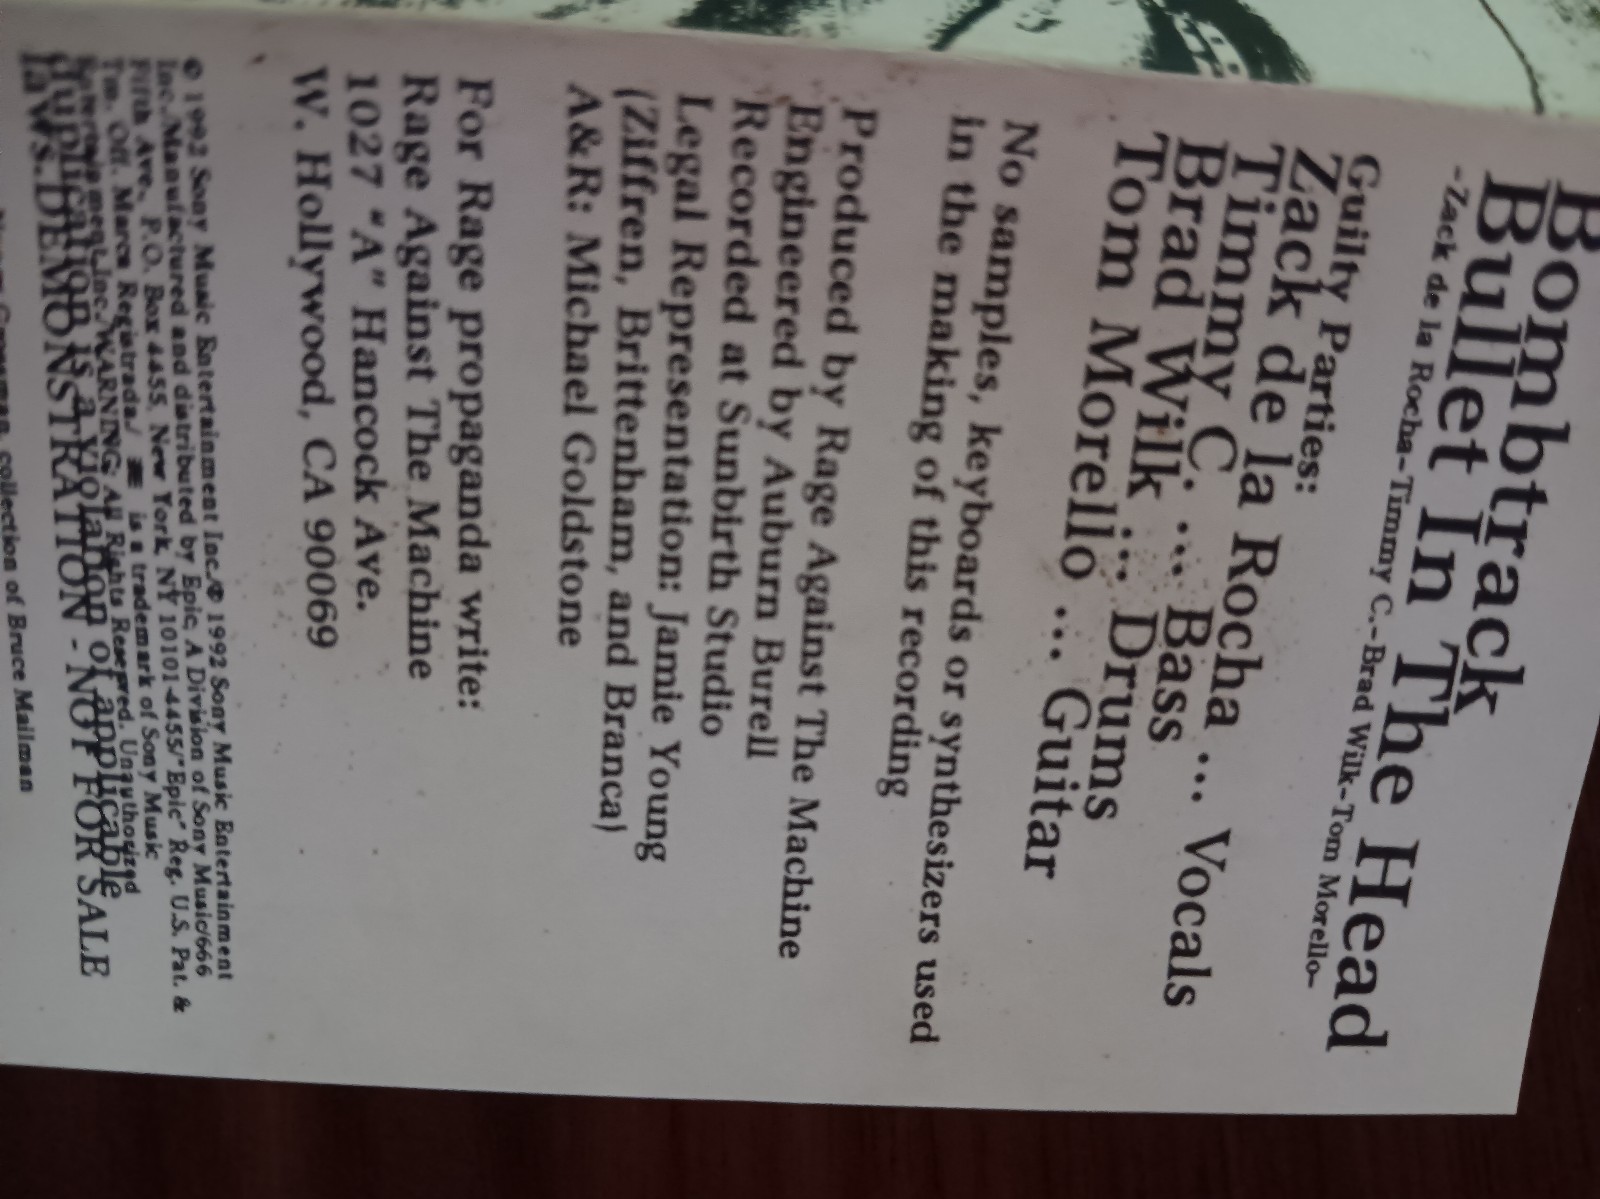 Bombtrack
Bullet In The Head
-Zack de la Rocha-Timmy C.-Brad Wilk-Tom Morello-
Guilty Parties:
Zack de la Rocha ... Vocals
Timmy C. ... Bass
Brad Wilk ... Drums
Tom Morello ... Guitar
No samples, keyboards or synthesizers used
in the making of this recording
Produced by Rage Against The Machine
Engineered by Auburn Burell
Recorded at Sunbirth Studio
Legal Representation: Jamie Young
(Ziffren, Brittenham, and Branca)
A&R: Michael Goldstone
For Rage propaganda write:
Rage Against The Machine
1027 "A" Hancock Ave.
W. Hollywood, CA 90069
© 1992 Sony Music Entertainment Inc./℗ 1992 Sony Music Entertainment
Inc./Manufactured and distributed by Epic, A Division of Sony Music/666
Fifth Ave., P.O. Box 4455, New York, NY 10101-4455/"Epic" Reg. U.S. Pat. &
Tm. Off. Marca Registrada./ is a trademark of Sony Music
Entertainment Inc./WARNING: All Rights Reserved. Unauthorized
duplication is a violation of applicable
laws. DEMONSTRATION - NOT FOR SALE
collection of Bruce Mailman